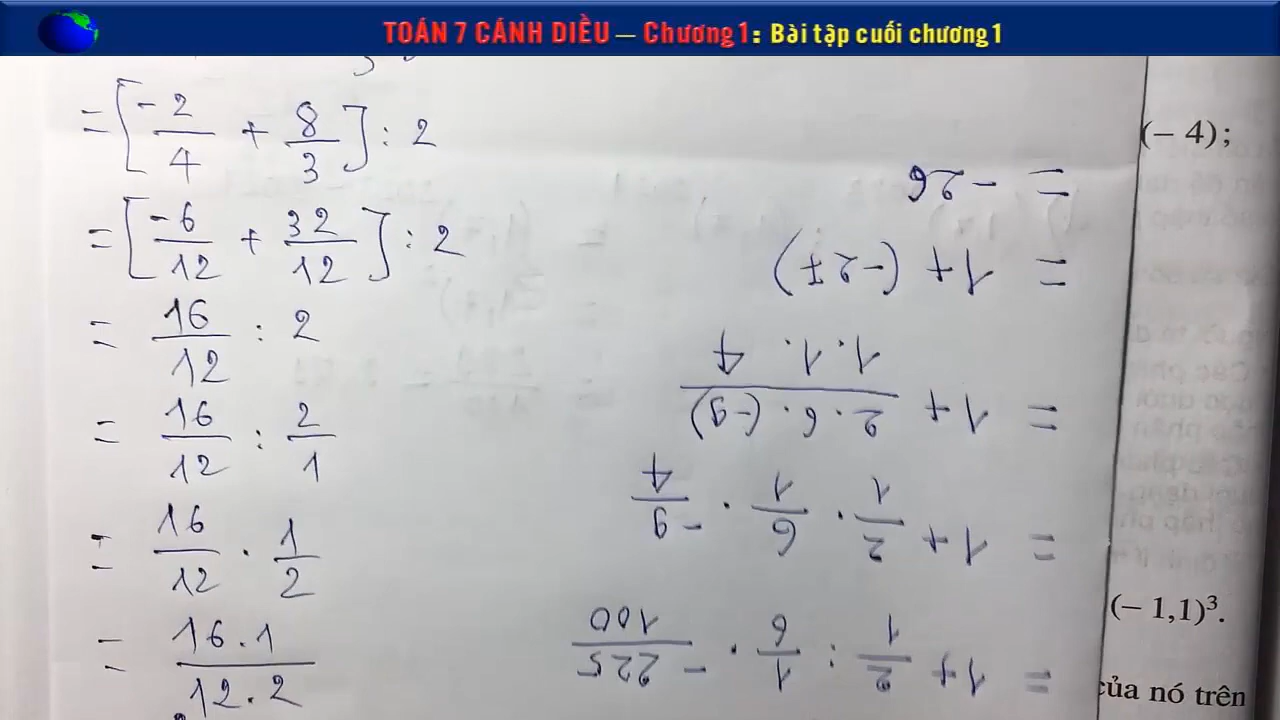 TOÁN 7 CÁNH DIỀU – Chương 1: Bài tập cuối chương 1
= [-2/4 + 8/3] : 2
= [-6/12 + 32/12] : 2
= 16/12 : 2
= 16/12 : 2/1
= 16/12 . 1/2
= 16.1/12.2
= 1+ 2/1 : 1/6 . -225/100
= 1+ 2/1 . 6/1 . -9/4
= 1+ 2.6.(-9)/1.1.4
= 1+ (-27)
= -26
(– 4);
(– 1,1)³.
của nó trên